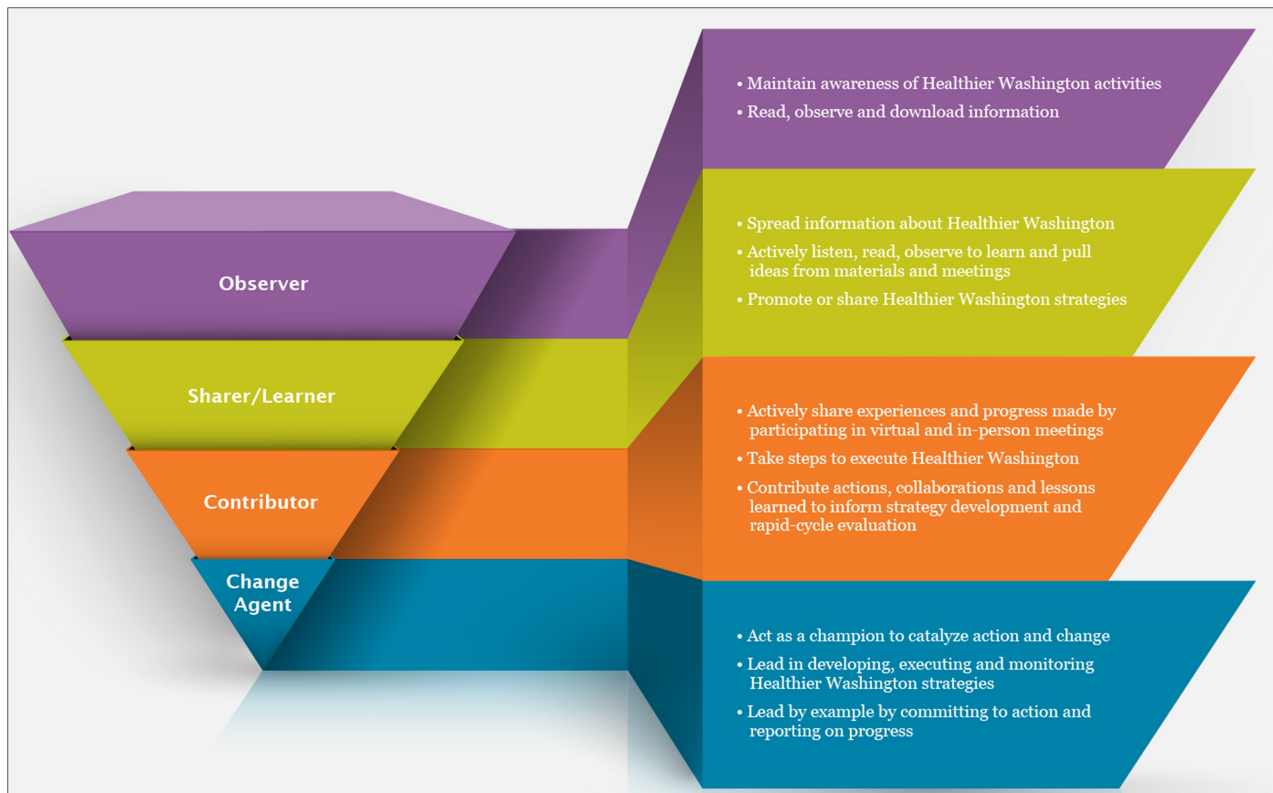 Observer
• Maintain awareness of Healthier Washington activities
• Read, observe and download information
Sharer/Learner
• Spread information about Healthier Washington
• Actively listen, read, observe to learn and pull
ideas from materials and meetings
• Promote or share Healthier Washington strategies
Contributor
• Actively share experiences and progress made by
participating in virtual and in-person meetings
• Take steps to execute Healthier Washington
• Contribute actions, collaborations and lessons
learned to inform strategy development and
rapid-cycle evaluation
Change
Agent
• Act as a champion to catalyze action and change
• Lead in developing, executing and monitoring
Healthier Washington strategies
• Lead by example by committing to action and
reporting on progress